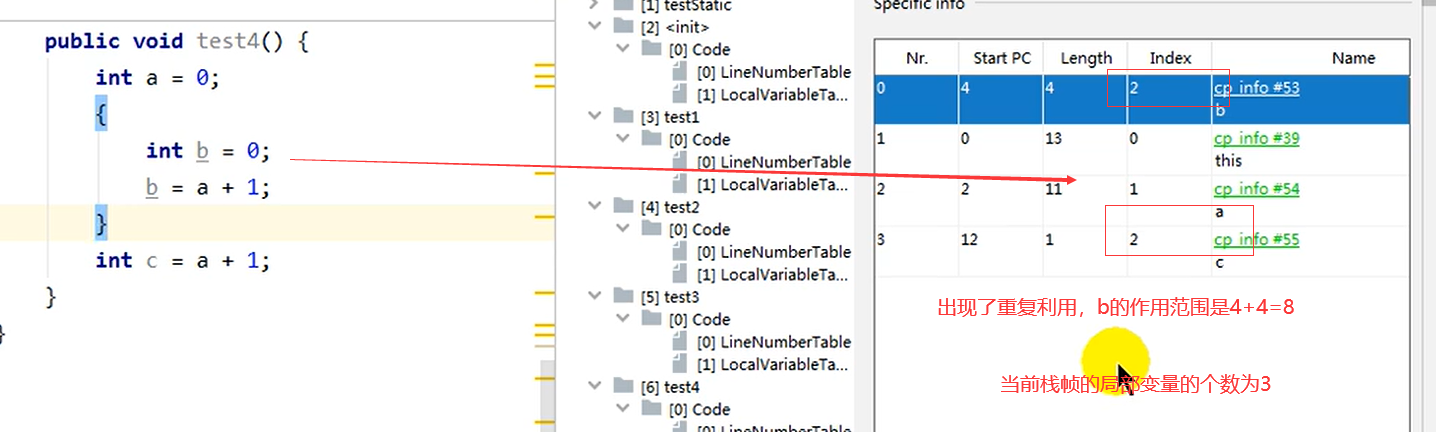 public void test4() {
int a = 0;
{
int b = 0;
b = a + 1;
}
int c = a + 1;
}
}
[1] testStatic
[2] <init>
[0] Code
[0] LineNumberTable
[1] LocalVariableTa...
[3] test1
[0] Code
[0] LineNumberTable
[1] LocalVariableTa...
[4] test2
[0] Code
[0] LineNumberTable
[1] LocalVariableTa...
[5] test3
[0] Code
[0] LineNumberTable
[1] LocalVariableTa...
[6] test4
[0] Code
[0] LineNumberTable
Specific info
Nr. Start PC Length Index Name
0 4 4 2 cp_info #53
b
1 0 13 0 cp_info #39
this
2 2 11 1 cp_info #54
a
3 12 1 2 cp_info #55
c
出现了重复利用，b的作用范围是4+4=8
当前栈帧的局部变量的个数为3